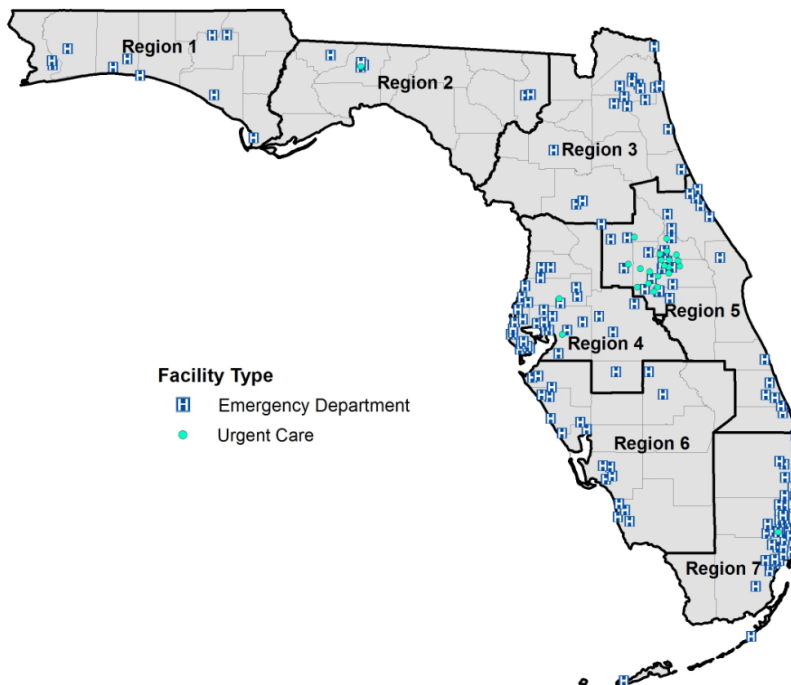 Region 1
Region 2
Region 3
Region 5
Region 4
Facility Type
H Emergency Department
Urgent Care
Region 6
Region 7